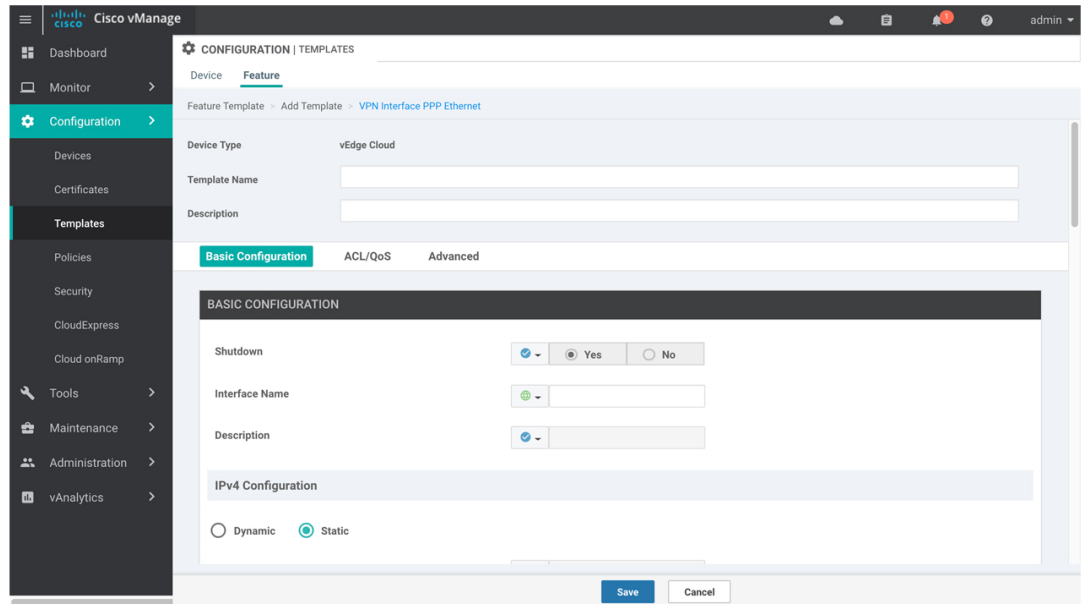 cisco Cisco vManage
1
admin
Dashboard
Monitor
Configuration
Devices
Certificates
Templates
Policies
Security
CloudExpress
Cloud onRamp
Tools
Maintenance
Administration
vAnalytics
CONFIGURATION | TEMPLATES
Device Feature
Feature Template > Add Template > VPN Interface PPP Ethernet
Device Type vEdge Cloud
Template Name
Description
Basic Configuration ACL/QoS Advanced
BASIC CONFIGURATION
Shutdown Yes No
Interface Name
Description
IPv4 Configuration
Dynamic Static
Save Cancel